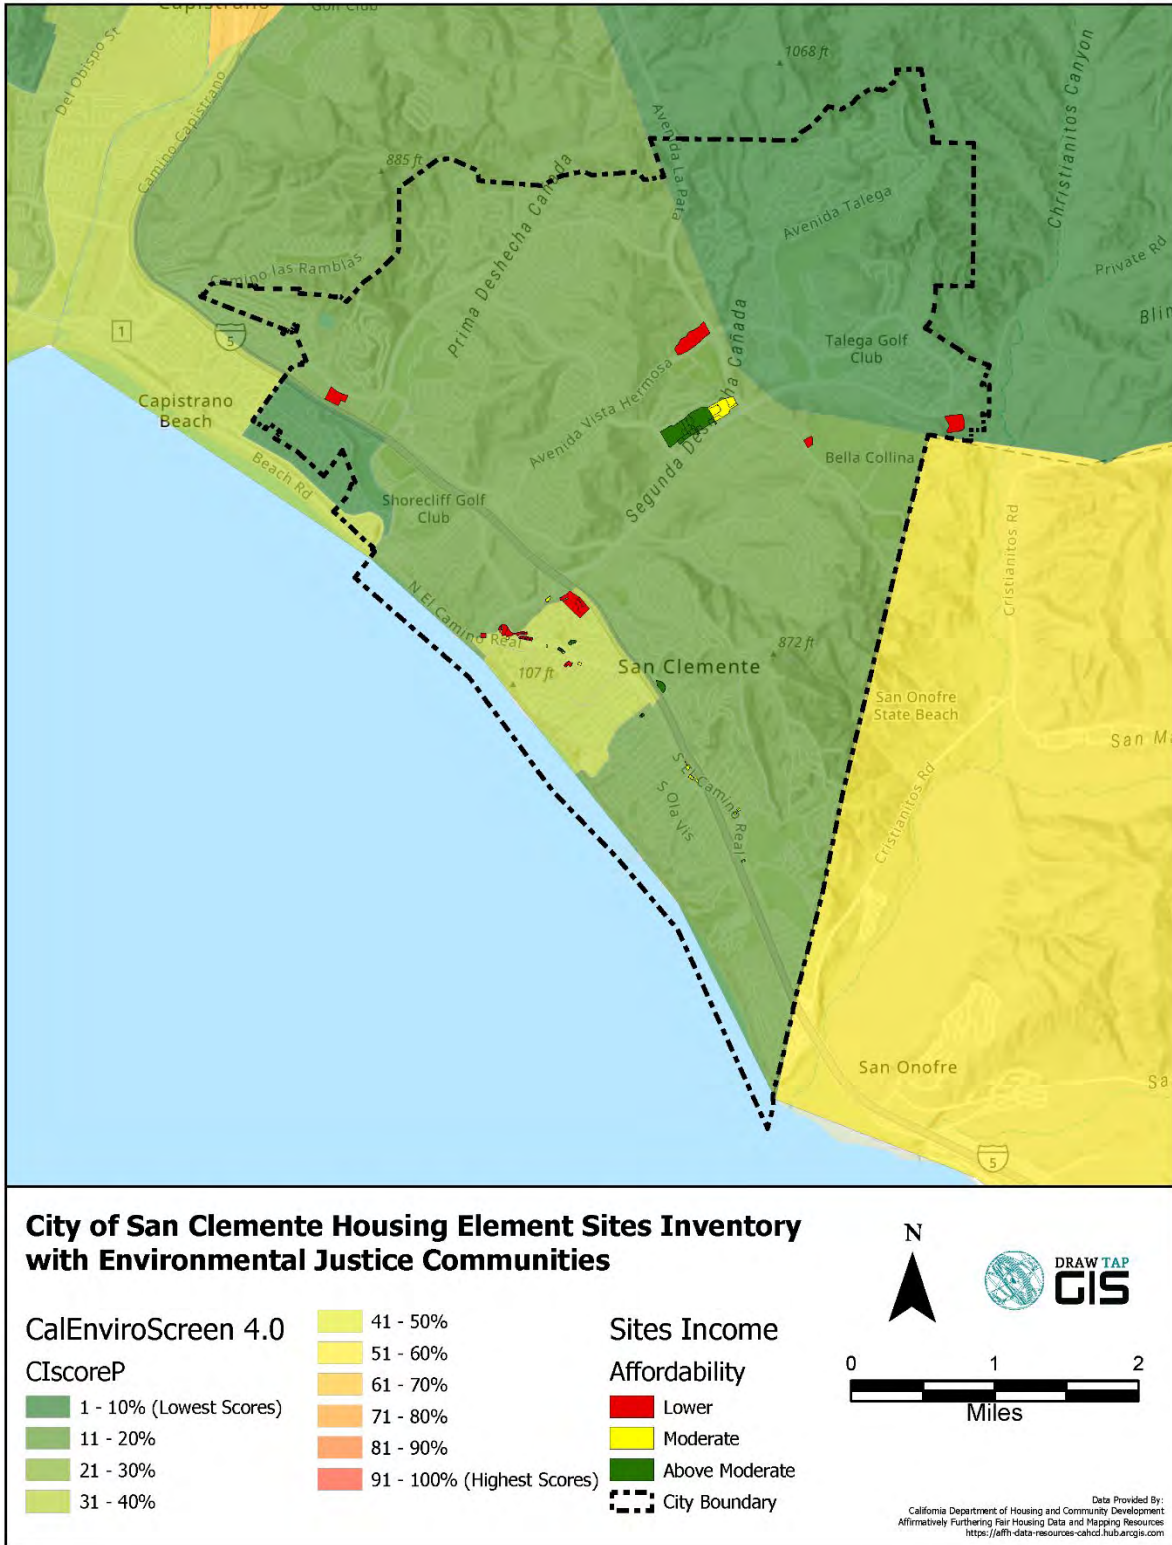 Capistrano
Golf Club
Del Obispo St
Camino Capistrano
1068 ft
Christianitos Canyon
885 ft
Avenida La Pata
Avenida Talega
Private Rd
Camino las Ramblas
Prima Deshecha Cañada
Blin
1
5
Talega Golf
Club
Capistrano
Beach
Avenida Vista Hermosa
Segunda Deshecha Cañada
Bella Collina
Beach Rd
Shorecliff Golf
Club
Cristianitos Rd
N El Camino Real
San Clemente
872 ft
107 ft
San Onofre
State Beach
San M
S El Camino Real
S Ola Vis
Cristianitos Rd
San Onofre
Sa
5
City of San Clemente Housing Element Sites Inventory
with Environmental Justice Communities
N
DRAW TAP
GIS
CalEnviroScreen 4.0
CIscoreP
1 - 10% (Lowest Scores)
11 - 20%
21 - 30%
31 - 40%
41 - 50%
51 - 60%
61 - 70%
71 - 80%
81 - 90%
91 - 100% (Highest Scores)
Sites Income
Affordability
Lower
Moderate
Above Moderate
City Boundary
0 1 2
Miles
Data Provided By:
California Department of Housing and Community Development
Affirmatively Furthering Fair Housing Data and Mapping Resources
https://affh-data-resources-cahcd.hub.arcgis.com